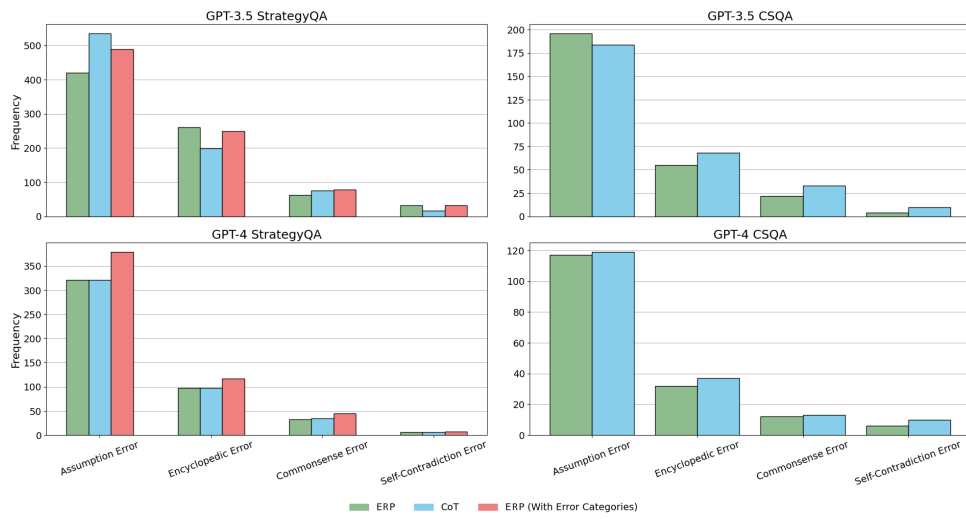 GPT-3.5 StrategyQA
Frequency
500
400
300
200
100
0
GPT-3.5 CSQA
200
175
150
125
100
75
50
25
0
GPT-4 StrategyQA
Frequency
350
300
250
200
150
100
50
0
Assumption Error
Encyclopedic Error
Commonsense Error
Self-Contradiction Error
GPT-4 CSQA
120
100
80
60
40
20
0
Assumption Error
Encyclopedic Error
Commonsense Error
Self-Contradiction Error
ERP CoT ERP (With Error Categories)